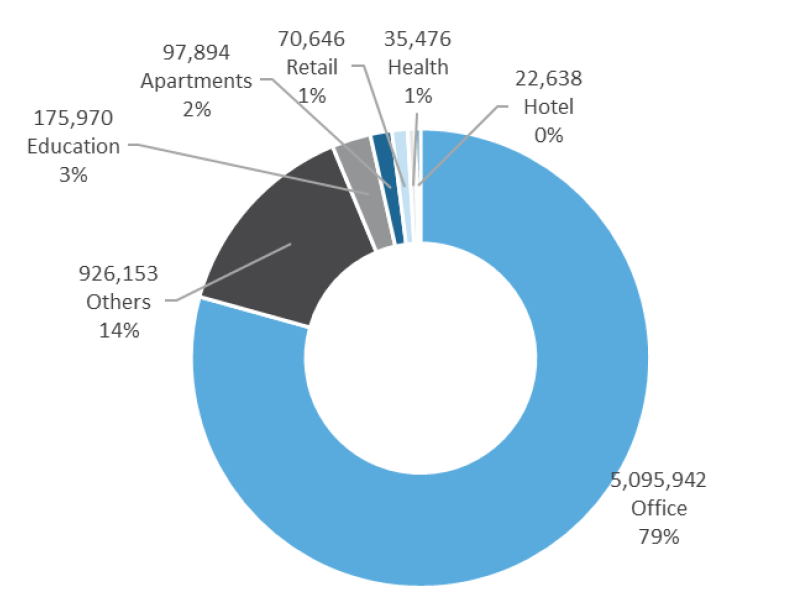 70,646
Retail
1%
35,476
Health
1%
97,894
Apartments
2%
22,638
Hotel
0%
175,970
Education
3%
926,153
Others
14%
5,095,942
Office
79%